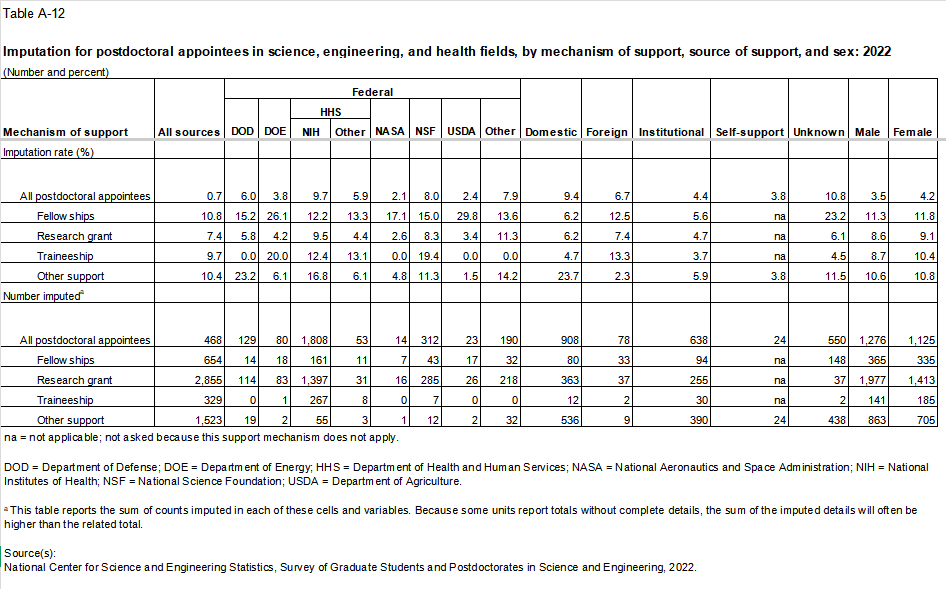 Table A-12
Imputation for postdoctoral appointees in science, engineering, and health fields, by mechanism of support, source of support, and sex: 2022
(Number and percent)
Federal
HHS
Mechanism of support All sources DOD DOE NIH Other NASA NSF USDA Other Domestic Foreign Institutional Self-support Unknown Male Female
Imputation rate (%)
All postdoctoral appointees 0.7 6.0 3.8 9.7 5.9 2.1 8.0 2.4 7.9 9.4 6.7 4.4 3.8 10.8 3.5 4.2
Fellowships 10.8 15.2 26.1 12.2 13.3 17.1 15.0 29.8 13.6 6.2 12.5 5.6 na 23.2 11.3 11.8
Research grant 7.4 5.8 4.2 9.5 4.4 2.6 8.3 3.4 11.3 6.2 7.4 4.7 na 6.1 8.6 9.1
Traineeship 9.7 0.0 20.0 12.4 13.1 0.0 19.4 0.0 0.0 4.7 13.3 3.7 na 4.5 8.7 10.4
Other support 10.4 23.2 6.1 16.8 6.1 4.8 11.3 1.5 14.2 23.7 2.3 5.9 3.8 11.5 10.6 10.8
Number imputedᵃ
All postdoctoral appointees 468 129 80 1,808 53 14 312 23 190 908 78 638 24 550 1,276 1,125
Fellowships 654 14 18 161 11 7 43 17 32 80 33 94 na 148 365 335
Research grant 2,855 114 83 1,397 31 16 285 26 218 363 37 255 na 37 1,977 1,413
Traineeship 329 0 1 267 8 0 7 0 0 12 2 30 na 2 141 185
Other support 1,523 19 2 55 3 1 12 2 32 536 9 390 24 438 863 705
na = not applicable; not asked because this support mechanism does not apply.
DOD = Department of Defense; DOE = Department of Energy; HHS = Department of Health and Human Services; NASA = National Aeronautics and Space Administration; NIH = National
Institutes of Health; NSF = National Science Foundation; USDA = Department of Agriculture.
ᵃ This table reports the sum of counts imputed in each of these cells and variables. Because some units report totals without complete details, the sum of the imputed details will often be
higher than the related total.
Source(s):
National Center for Science and Engineering Statistics, Survey of Graduate Students and Postdoctorates in Science and Engineering, 2022.